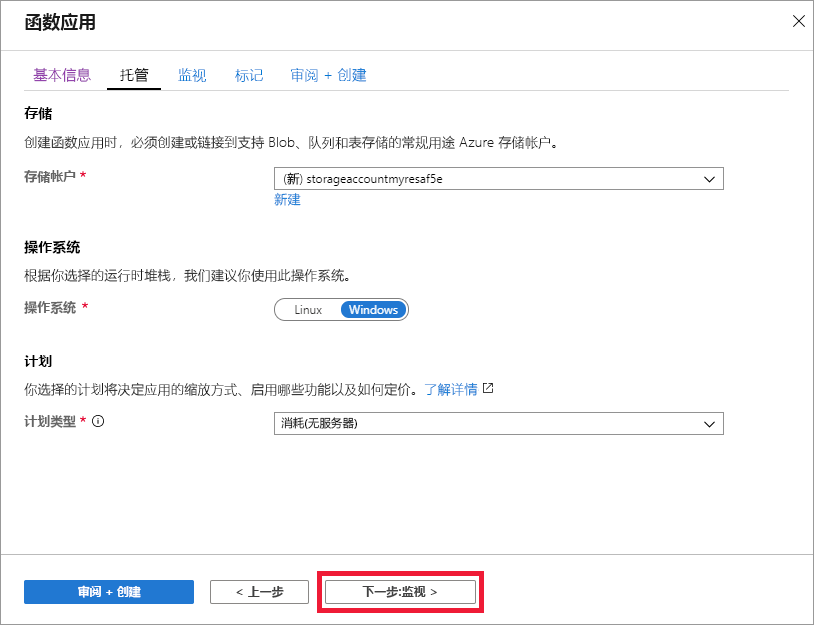 函数应用
基本信息 托管 监视 标记 审阅 + 创建
存储
创建函数应用时，必须创建或链接到支持 Blob、队列和表存储的常规用途 Azure 存储帐户。
存储帐户 * (新) storageaccountmyresaf5e
新建
操作系统
根据你选择的运行时堆栈，我们建议你使用此操作系统。
操作系统 * Linux Windows
计划
你选择的计划将决定应用的缩放方式、启用哪些功能以及如何定价。了解详情
计划类型 * 消耗(无服务器)
审阅 + 创建 < 上一步 下一步:监视 >